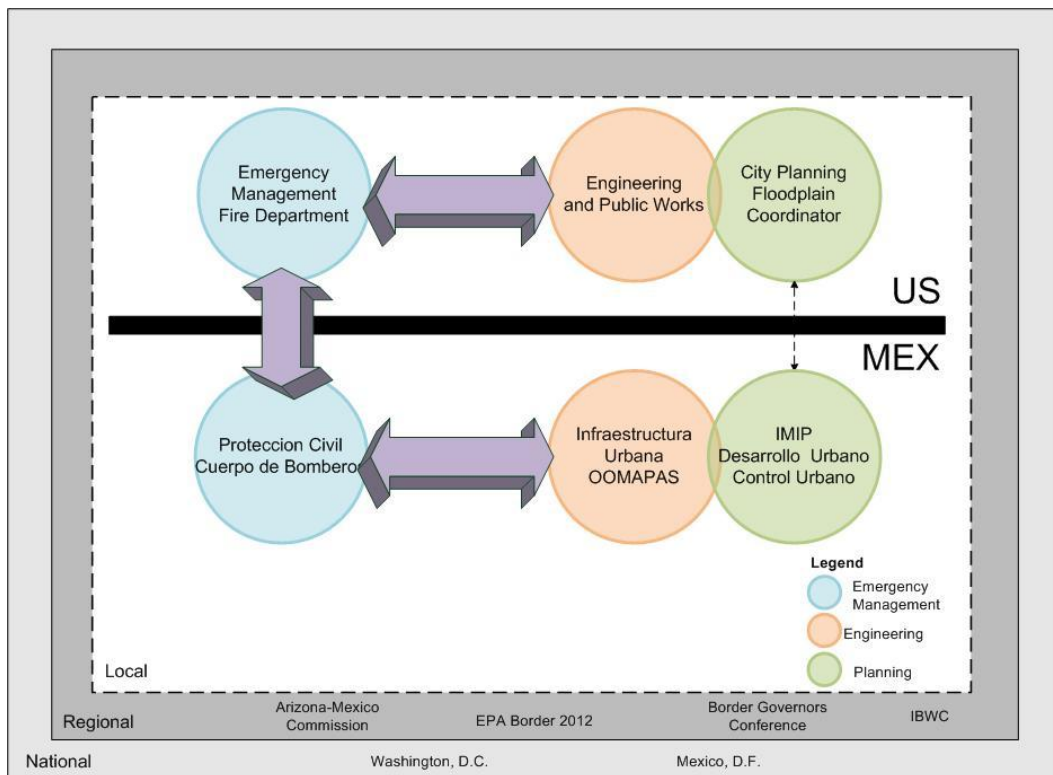 Emergency
Management
Fire Department
Engineering
and Public Works
City Planning
Floodplain
Coordinator
US
MEX
Proteccion Civil
Cuerpo de Bomberos
Infraestructura
Urbana
OOMAPAS
IMIP
Desarrollo Urbano
Control Urbano
Legend
Emergency
Management
Engineering
Planning
Local
Regional
Arizona-Mexico
Commission
EPA Border 2012
Border Governors
Conference
IBWC
National
Washington, D.C.
Mexico, D.F.